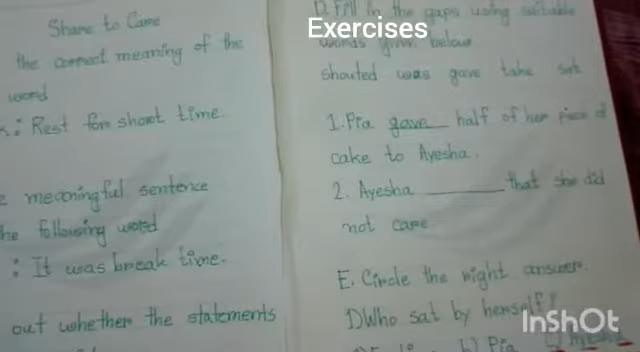 Share to Care
the correct meaning of the
word
: Rest for short time.
meaningful sentence
the following word
: It was break time.
out whether the statements
Exercises
D. Fill in the gaps using suitable
words given below
shouted was gave take sat
1. Pia gave half of her piece of
cake to Ayesha.
2. Ayesha ______ that she did
not care.
E. Circle the right answer.
1) Who sat by herself?
b) Pia c) Ayesha
InShOt